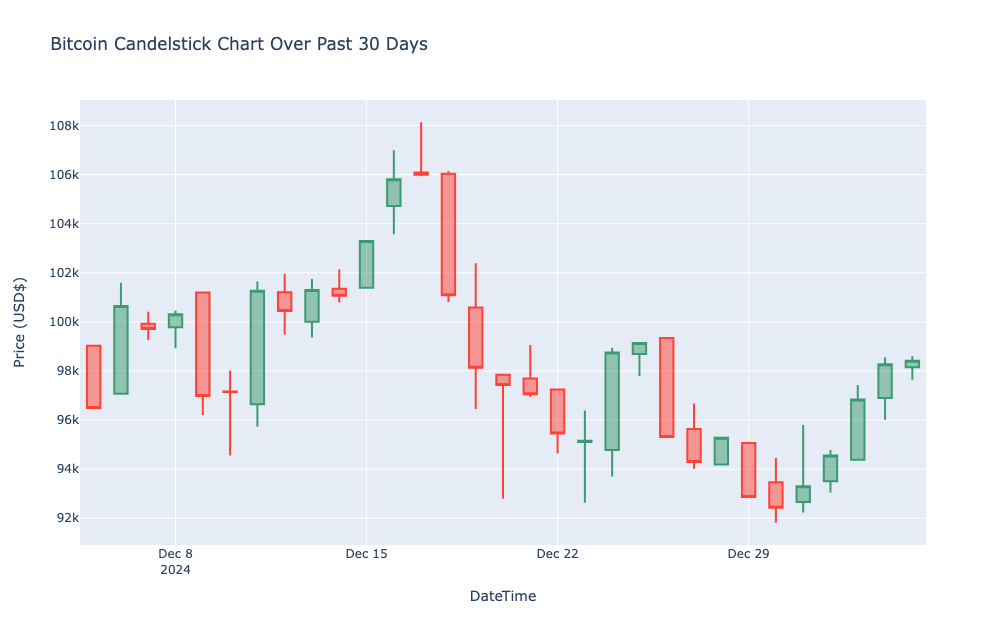 Bitcoin Candelstick Chart Over Past 30 Days
Price (USD$)
108k
106k
104k
102k
100k
98k
96k
94k
92k
Dec 8
2024
Dec 15
Dec 22
Dec 29
DateTime